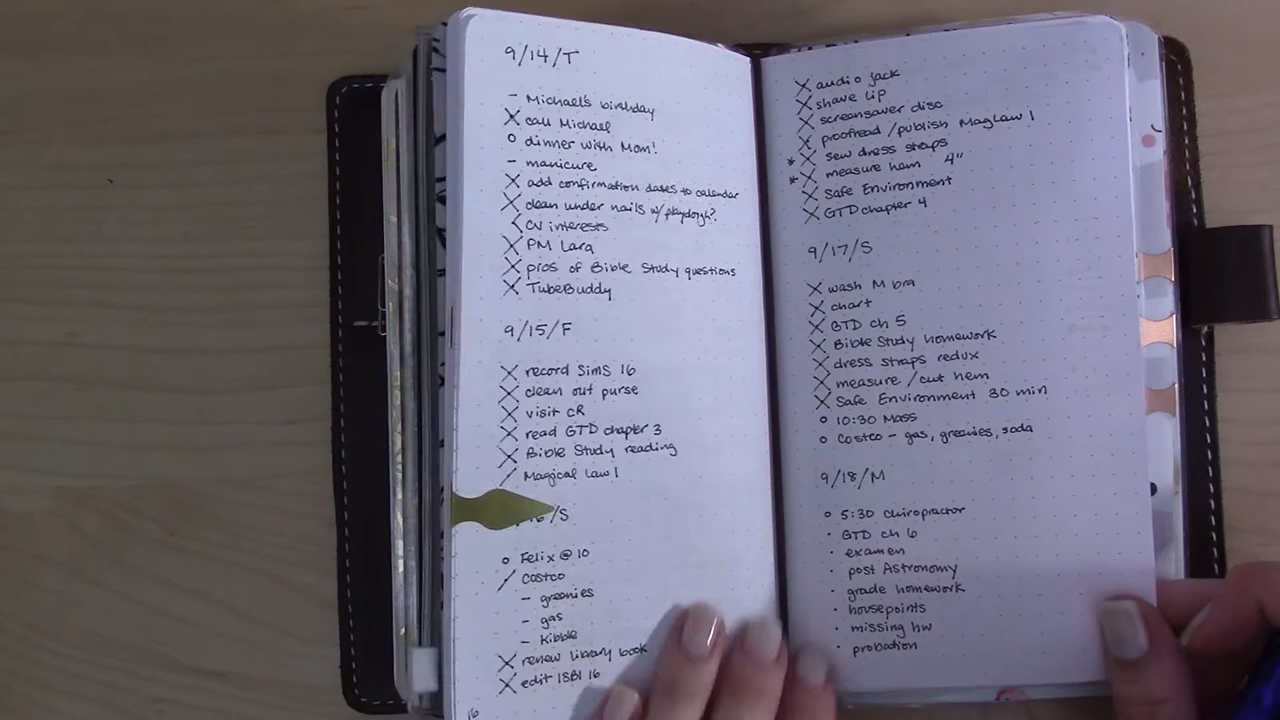 9/14/T
- Michael's birthday
X call Michael
o dinner with Mom!
- manicure
X add confirmation dates to calendar
X clean under nails w/playdough?
< CV interests
X PM Lara
X pros of Bible Study questions
X TubeBuddy
9/15/F
X record SimS 16
X clean out purse
X visit CR
X read GTD chapter 3
X Bible Study reading
/ Magical Law 1
16/S
o Felix @ 10
/ Costco
- greenies
- gas
- kibble
X renew library book
X edit ISBI 16
16
X audio jack
X shave lip
X screensaver disc
X proofread/publish MagLaw 1
* X sew dress straps
* X measure hem 4"
X Safe Environment
X GTD chapter 4
9/17/S
X wash M bra
X chart
X GTD ch 5
X Bible Study homework
X dress straps redux
X measure/cut hem
X Safe Environment 30 min
o 10:30 Mass
o Costco - gas, greenies, soda
9/18/M
o 5:30 chiropractor
· GTD ch 6
· examen
· post Astronomy
· grade homework
· housepoints
· missing hw
· probation